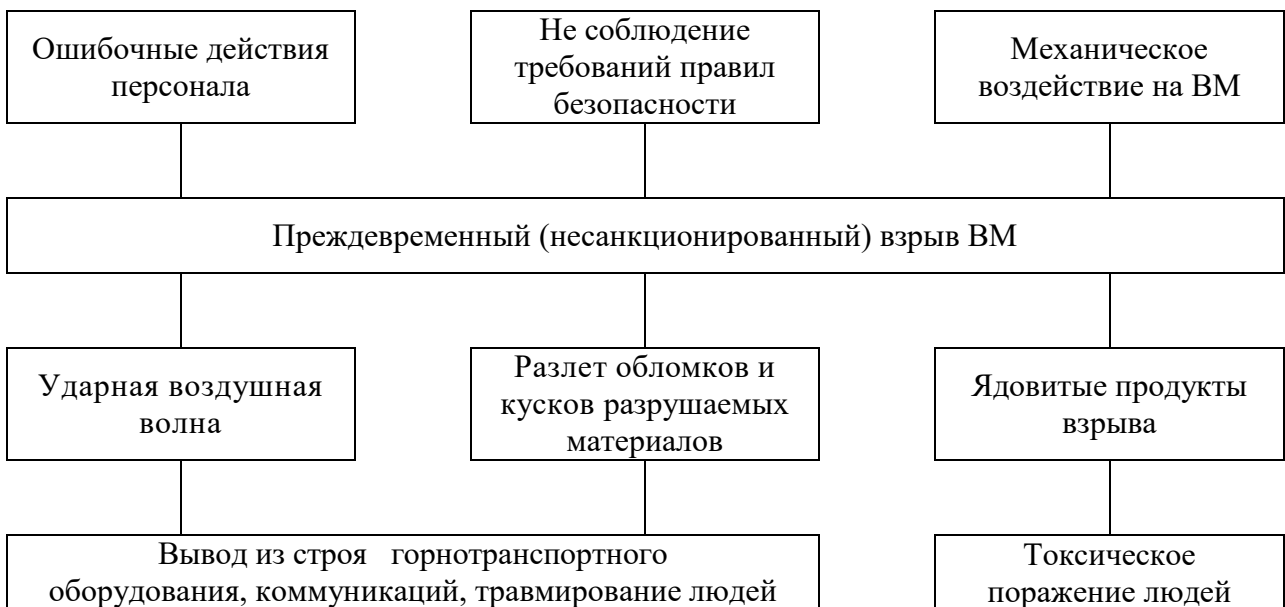 Ошибочные действия
персонала
Не соблюдение
требований правил
безопасности
Механическое
воздействие на ВМ
Преждевременный (несанкционированный) взрыв ВМ
Ударная воздушная
волна
Разлет обломков и
кусков разрушаемых
материалов
Ядовитые продукты
взрыва
Вывод из строя горнотранспортного
оборудования, коммуникаций, травмирование людей
Токсическое
поражение людей